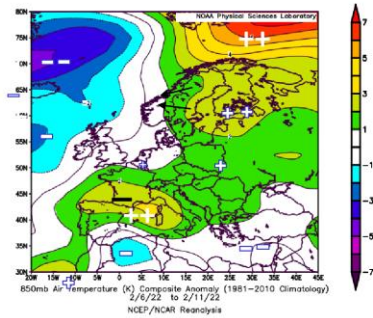 NOAA Physical Sciences Laboratory
80N
75N
70N
65N
60N
55N
50N
45N
40N
35N
30N
20W 15W 10W 5W 0 5E 10E 15E 20E 25E 30E 35E 40E 45E
7
5
3
1
-1
-3
-5
-7
850mb Air Temperature (K) Composite Anomaly (1981-2010 Climatology)
2/6/22 to 2/11/22
NCEP/NCAR Reanalysis